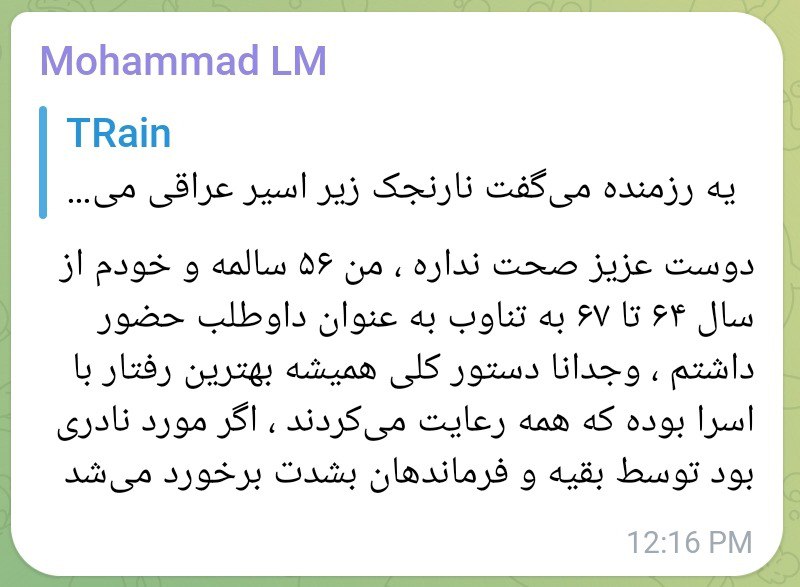 Mohammad LM
TRain
یه رزمنده می‌گفت نارنجک زیر اسیر عراقی می‌...
دوست عزیز صحت نداره ، من ۵۶ سالمه و خودم از
سال ۶۴ تا ۶۷ به تناوب به عنوان داوطلب حضور
داشتم ، وجدانا دستور کلی همیشه بهترین رفتار با
اسرا بوده که همه رعایت می‌کردند ، اگر مورد نادری
بود توسط بقیه و فرماندهان بشدت برخورد می‌شد
12:16 PM